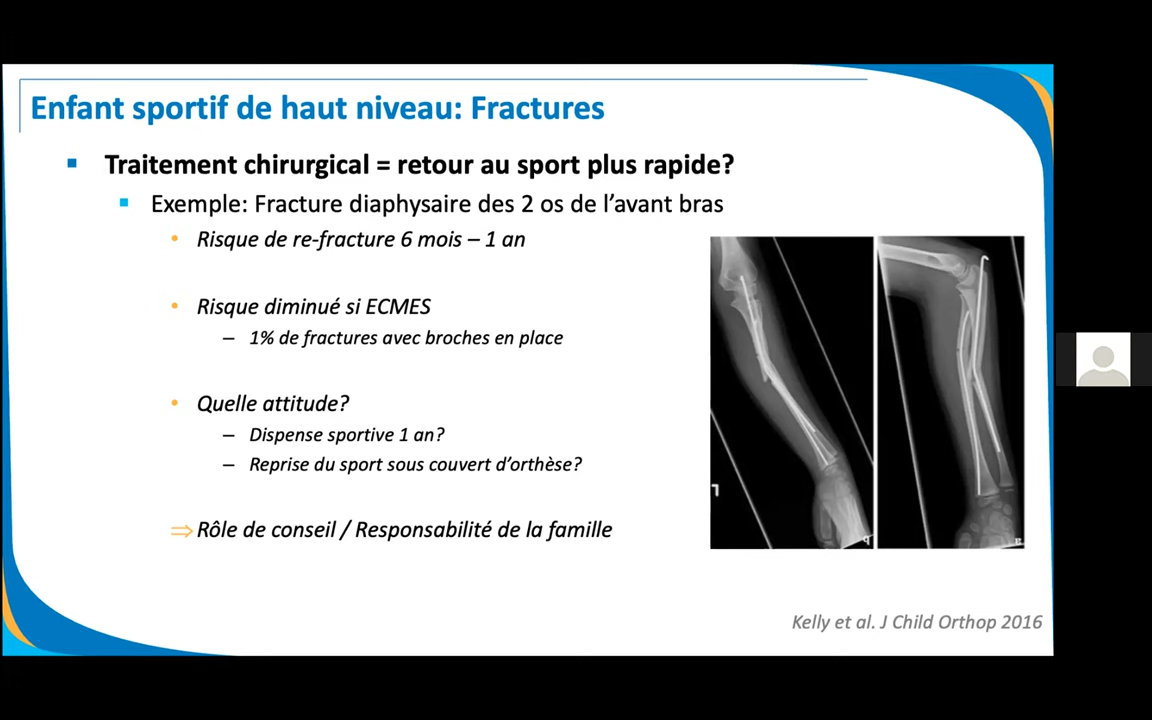 Enfant sportif de haut niveau: Fractures
Traitement chirurgical = retour au sport plus rapide?
Exemple: Fracture diaphysaire des 2 os de l’avant bras
Risque de re-fracture 6 mois – 1 an
Risque diminué si ECMES
– 1% de fractures avec broches en place
Quelle attitude?
– Dispense sportive 1 an?
– Reprise du sport sous couvert d’orthèse?
⇒ Rôle de conseil / Responsabilité de la famille
Kelly et al. J Child Orthop 2016